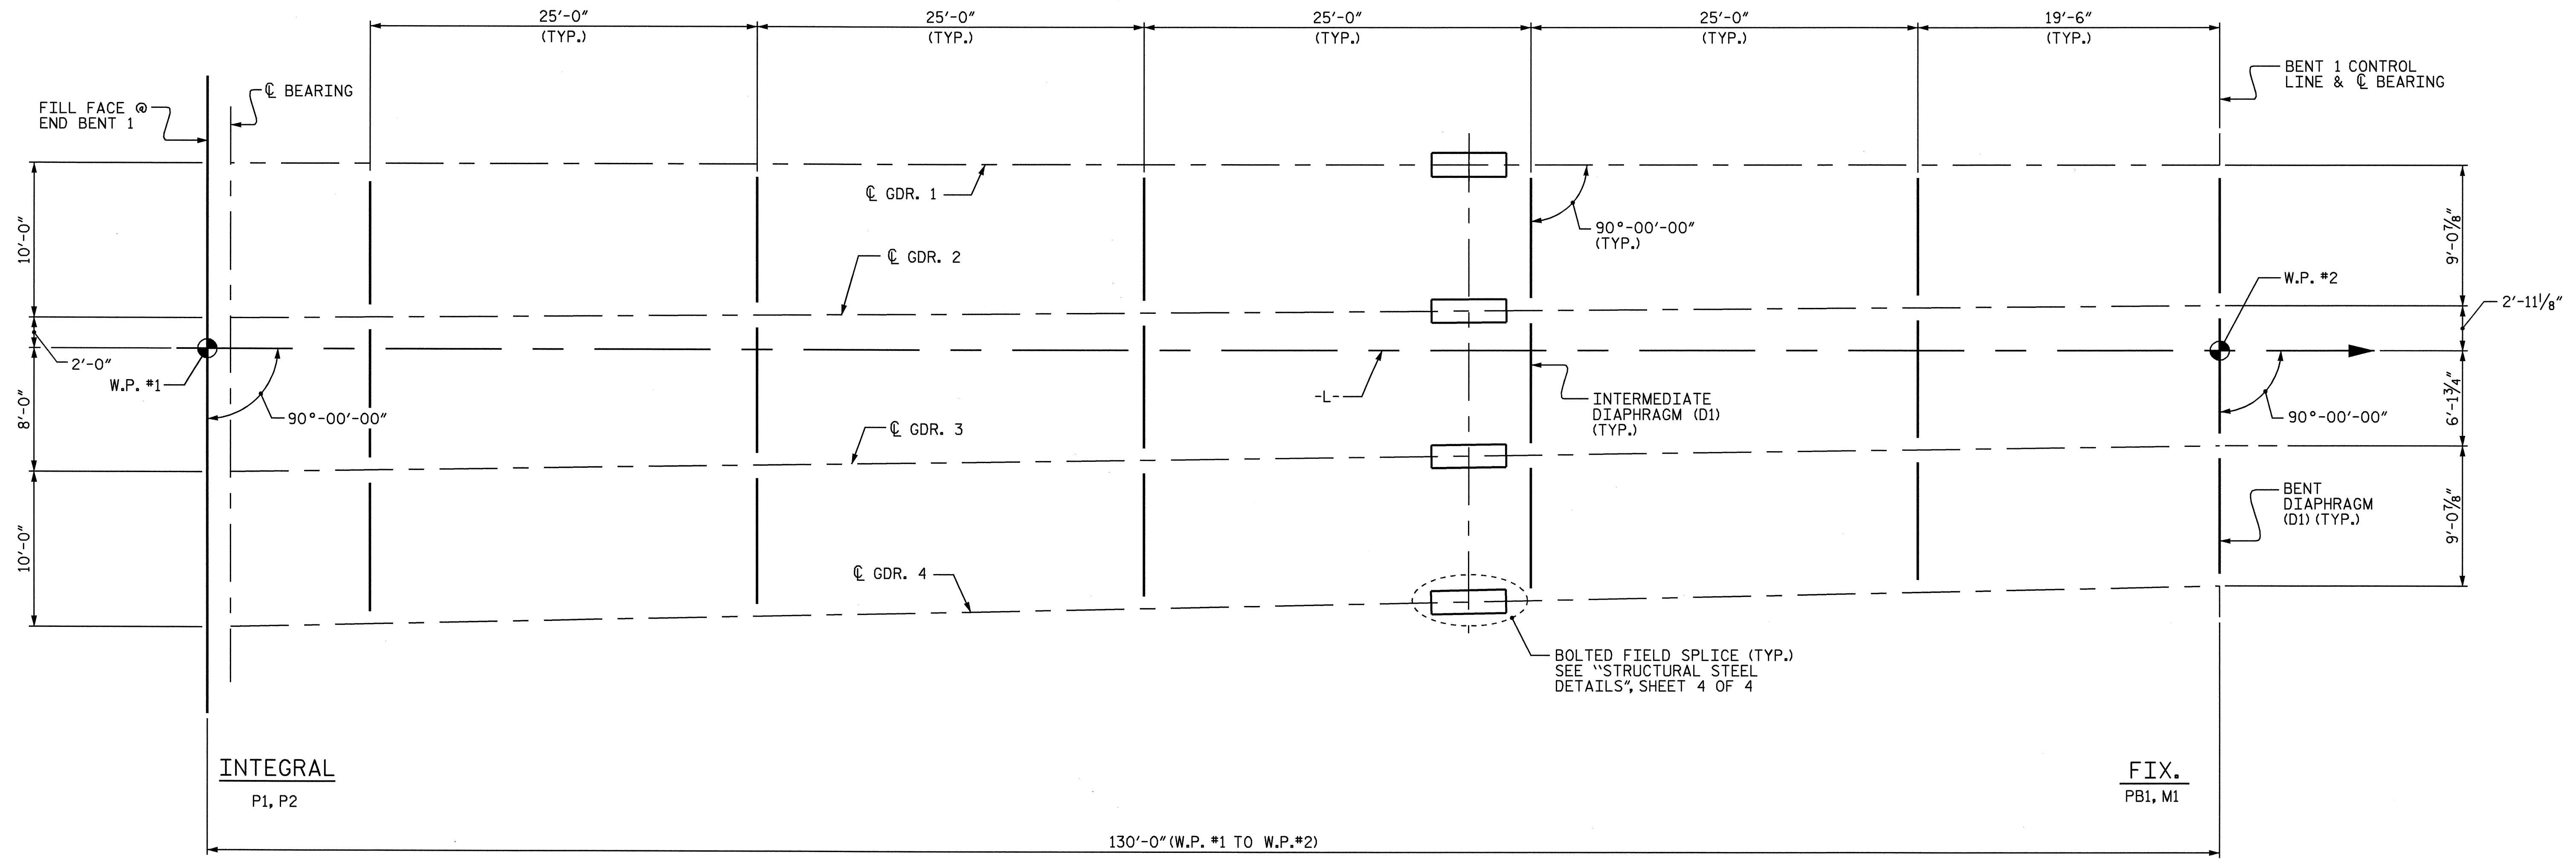 25'-0"
(TYP.)
25'-0"
(TYP.)
25'-0"
(TYP.)
25'-0"
(TYP.)
19'-6"
(TYP.)
FILL FACE @
END BENT 1
℄ BEARING
BENT 1 CONTROL
LINE & ℄ BEARING
℄ GDR. 1
90°-00'-00"
(TYP.)
10'-0"
9'-0⅞"
℄ GDR. 2
W.P. #2
2'-11⅛"
2'-0"
W.P. #1
90°-00'-00"
8'-0"
-L-
INTERMEDIATE
DIAPHRAGM (D1)
(TYP.)
6'-1¾"
90°-00'-00"
℄ GDR. 3
BENT
DIAPHRAGM
(D1) (TYP.)
10'-0"
9'-0⅞"
℄ GDR. 4
BOLTED FIELD SPLICE (TYP.)
SEE "STRUCTURAL STEEL
DETAILS", SHEET 4 OF 4
INTEGRAL
P1, P2
FIX.
PB1, M1
130'-0" (W.P. #1 TO W.P.#2)